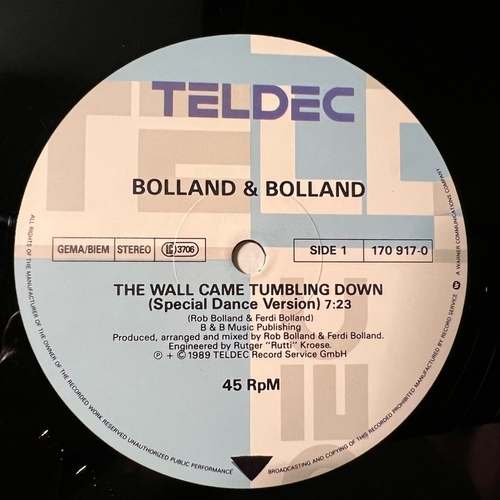 TELDEC
BOLLAND & BOLLAND
GEMA/BIEM STEREO LC 3706
SIDE 1 170 917-0
THE WALL CAME TUMBLING DOWN
(Special Dance Version) 7:23
(Rob Bolland & Ferdi Bolland)
B & B Music Publishing
Produced, arranged and mixed by Rob Bolland & Ferdi Bolland.
Engineered by Rutger "Rutti" Kroese.
℗ + © 1989 TELDEC Record Service GmbH
45 RpM
ALL RIGHTS OF THE MANUFACTURER AND OF THE OWNER OF THE RECORDED WORK RESERVED UNAUTHORIZED PUBLIC PERFORMANCE
BROADCASTING AND COPYING OF THIS RECORD PROHIBITED
RECORD SERVICE
A WARNER COMMUNICATIONS COMPANY